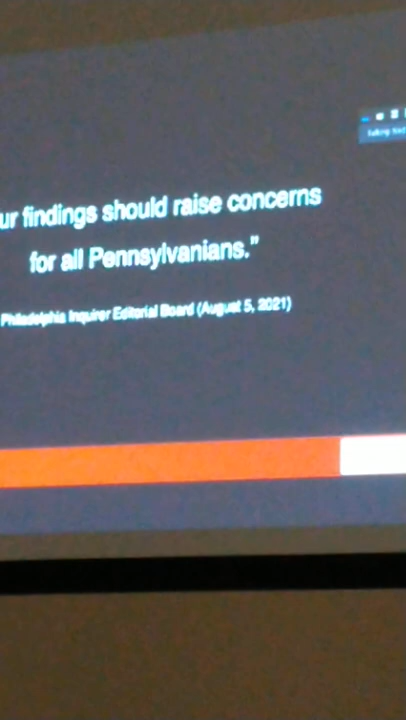 ur findings should raise concerns
for all Pennsylvanians.”
Philadelphia Inquirer Editorial Board (August 5, 2021)